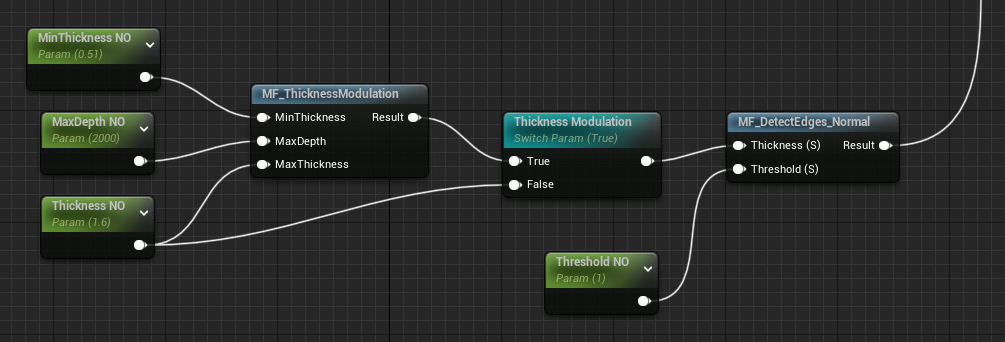 MinThickness NO
Param (0.51)
MaxDepth NO
Param (2000)
Thickness NO
Param (1.6)
MF_ThicknessModulation
MinThickness Result
MaxDepth
MaxThickness
Thickness Modulation
Switch Param (True)
True
False
Threshold NO
Param (1)
MF_DetectEdges_Normal
Thickness (S) Result
Threshold (S)